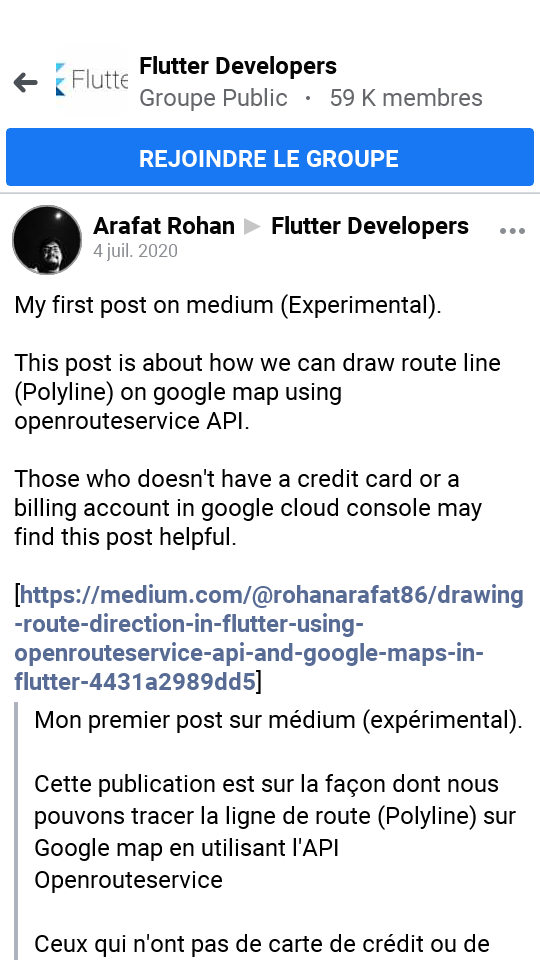 Flutte
Flutter Developers
Groupe Public · 59 K membres
REJOINDRE LE GROUPE
Arafat Rohan ▶ Flutter Developers
4 juil. 2020
My first post on medium (Experimental).
This post is about how we can draw route line
(Polyline) on google map using
openrouteservice API.
Those who doesn't have a credit card or a
billing account in google cloud console may
find this post helpful.
[https://medium.com/@rohanarafat86/drawing
-route-direction-in-flutter-using-
openrouteservice-api-and-google-maps-in-
flutter-4431a2989dd5]
Mon premier post sur médium (expérimental).
Cette publication est sur la façon dont nous
pouvons tracer la ligne de route (Polyline) sur
Google map en utilisant l'API
Openrouteservice
Ceux qui n'ont pas de carte de crédit ou de